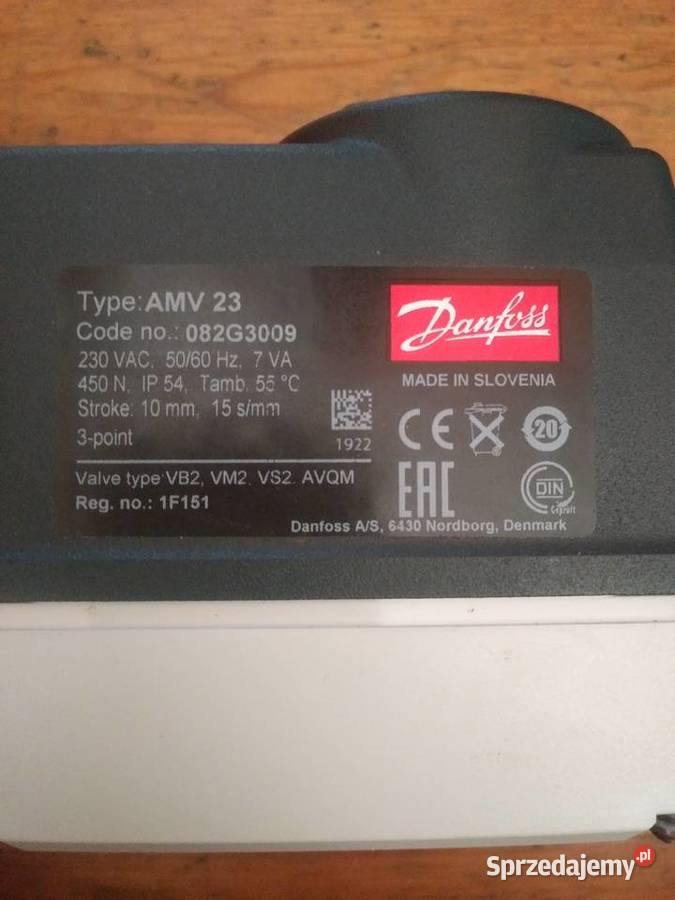 Type: AMV 23
Code no.: 082G3009
230 VAC, 50/60 Hz, 7 VA
450 N, IP 54, Tamb. 55 °C
Stroke: 10 mm, 15 s/mm
3-point
1922
Valve type VB2, VM2, VS2, AVQM
Reg. no.: 1F151
Danfoss
MADE IN SLOVENIA
CE
20
EAC
DIN
Geprüft
Danfoss A/S, 6430 Nordborg, Denmark
Sprzedajemy.pl